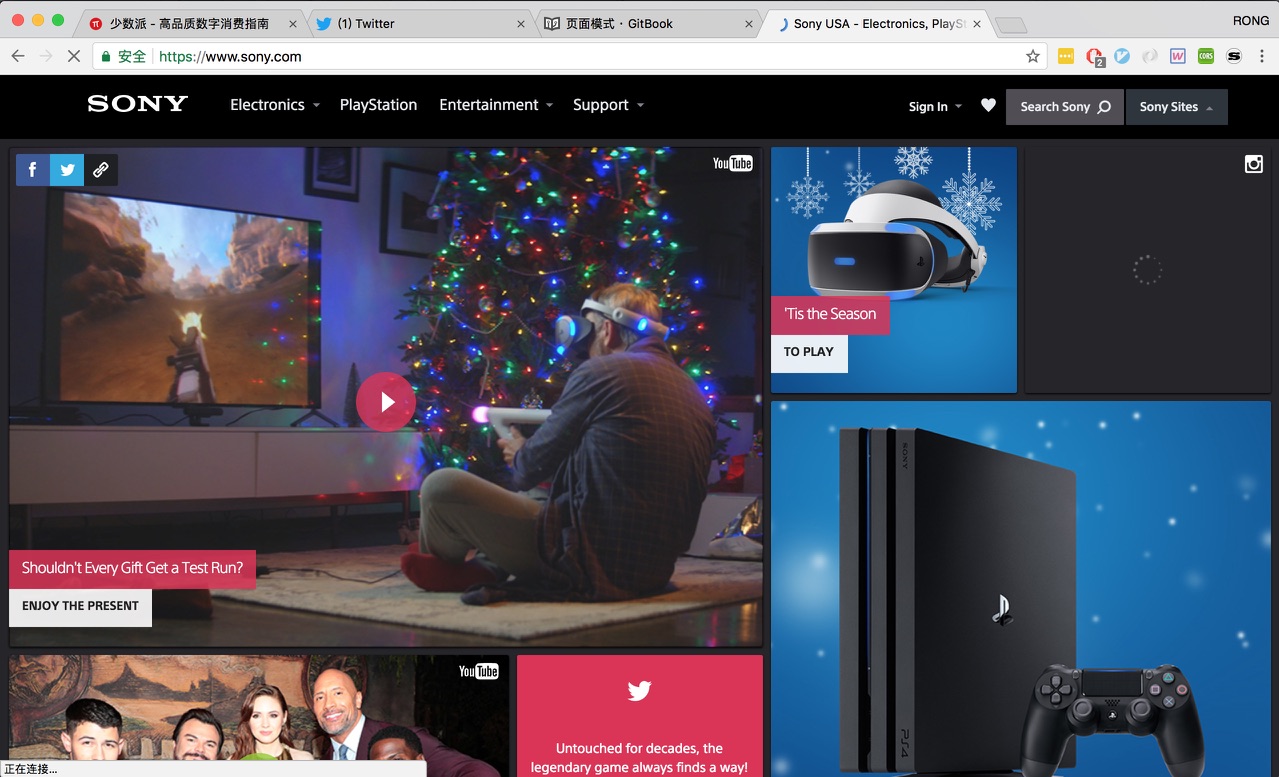 少数派 - 高品质数字消费指南
(1) Twitter
页面模式 · GitBook
Sony USA - Electronics, PlaySt
RONG
安全
https://www.sony.com
2
W
CORS
S
SONY
Electronics
PlayStation
Entertainment
Support
Sign In
Search Sony
Sony Sites
f
YouTube
'Tis the Season
TO PLAY
SONY
PS4
Shouldn't Every Gift Get a Test Run?
ENJOY THE PRESENT
YouTube
Untouched for decades, the
legendary game always finds a way!
正在连接...